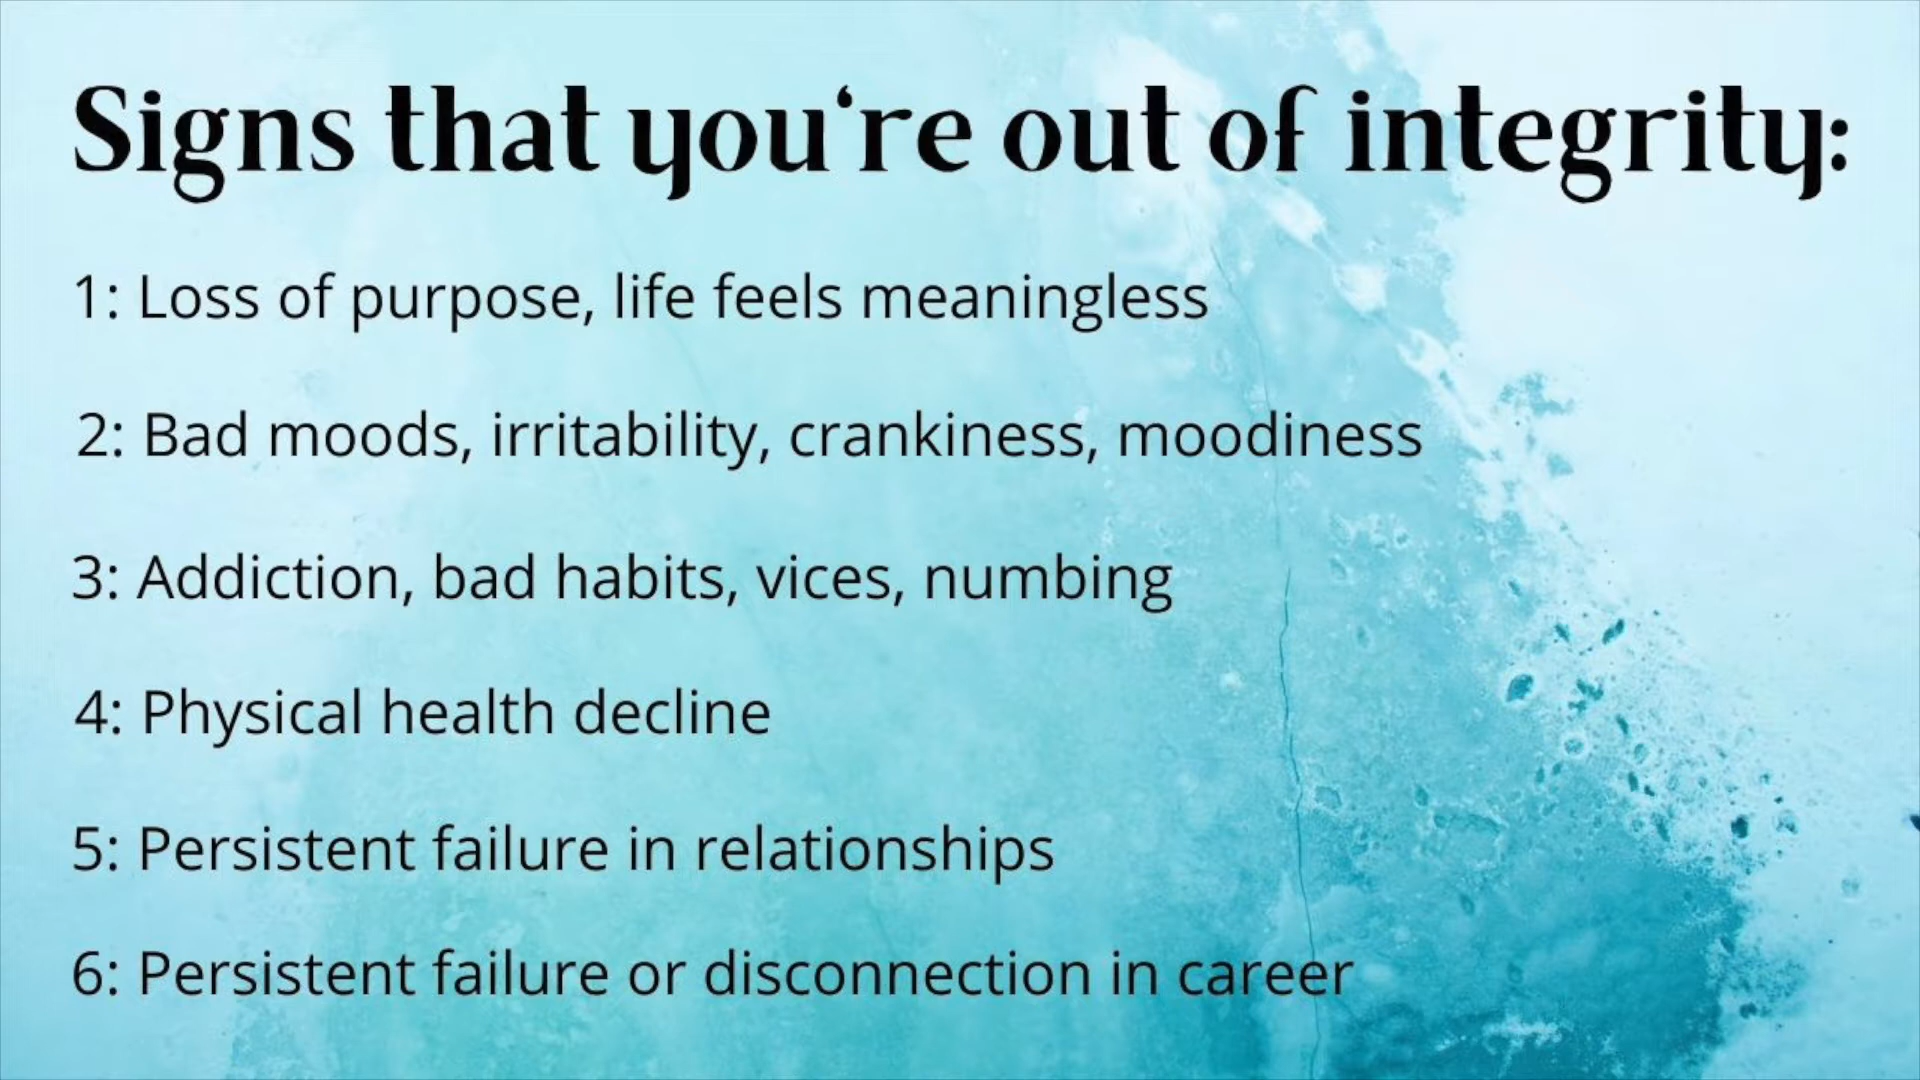 Signs that you‘re out of integrity:
1: Loss of purpose, life feels meaningless
2: Bad moods, irritability, crankiness, moodiness
3: Addiction, bad habits, vices, numbing
4: Physical health decline
5: Persistent failure in relationships
6: Persistent failure or disconnection in career